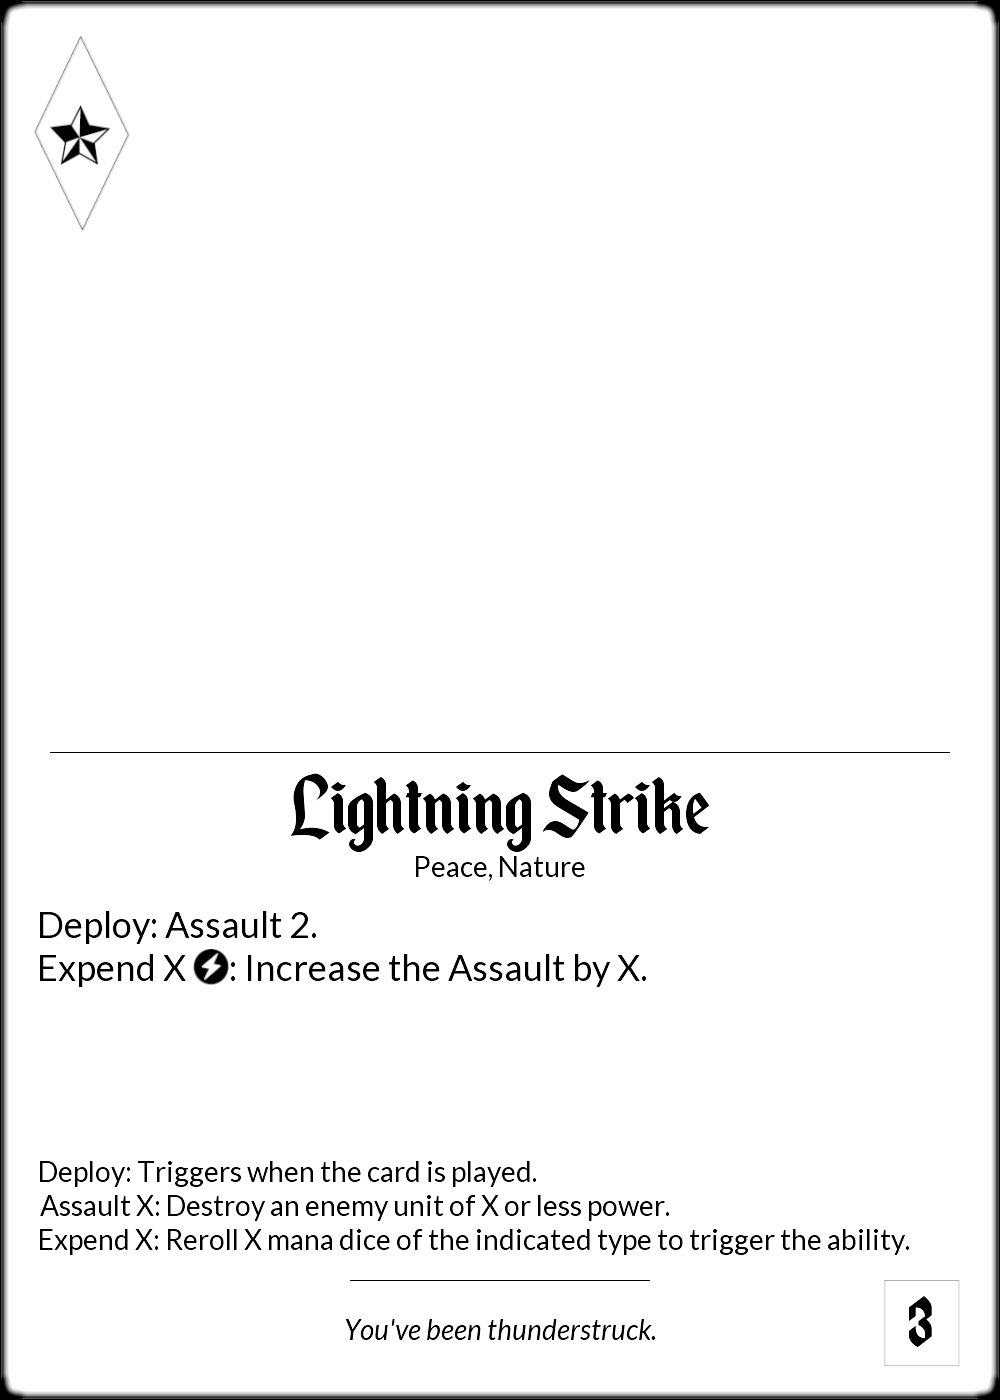 Lightning Strike
Peace, Nature
Deploy: Assault 2.
Expend X : Increase the Assault by X.
Deploy: Triggers when the card is played.
Assault X: Destroy an enemy unit of X or less power.
Expend X: Reroll X mana dice of the indicated type to trigger the ability.
You've been thunderstruck.
3